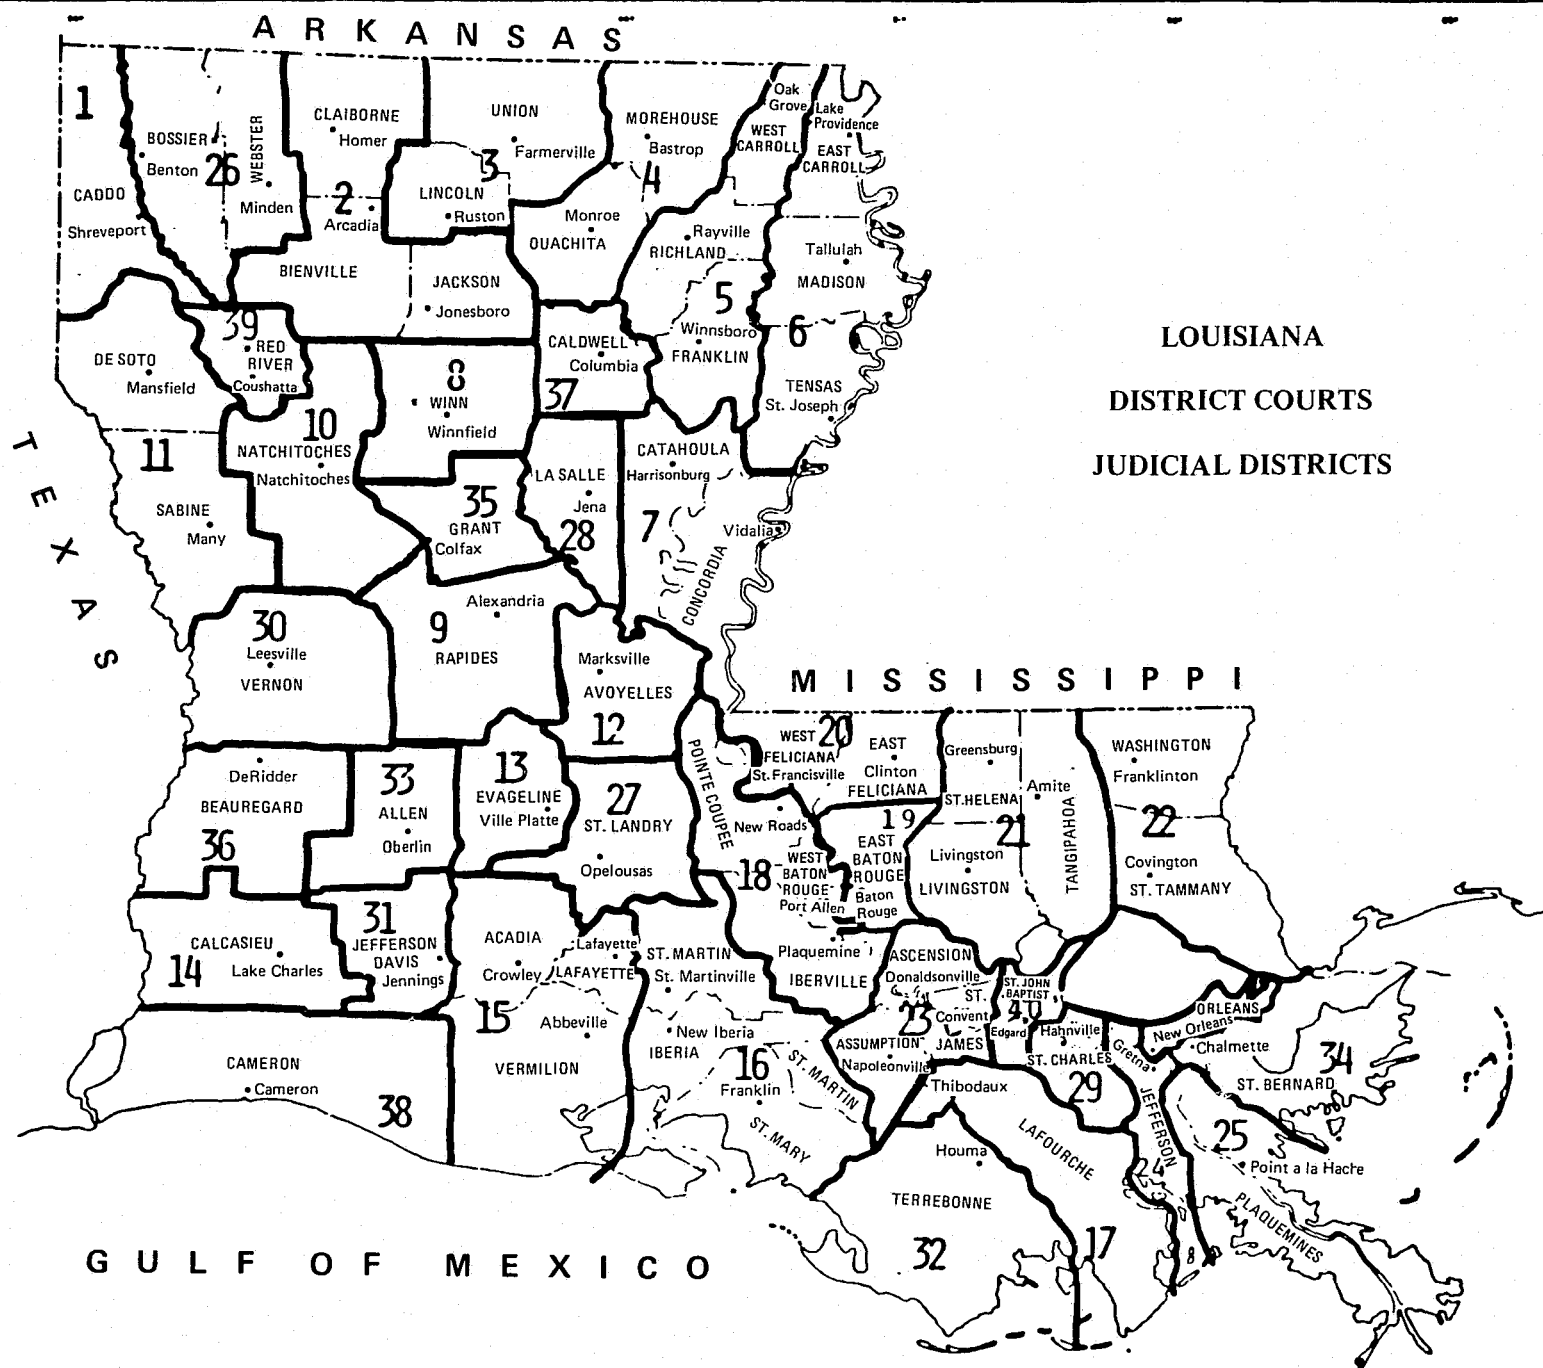 ARKANSAS
1
CADDO
Shreveport
BOSSIER
Benton
26
WEBSTER
Minden
CLAIBORNE
Homer
2
Arcadia
BIENVILLE
UNION
Farmerville
3
LINCOLN
Ruston
JACKSON
Jonesboro
MOREHOUSE
Bastrop
4
Monroe
OUACHITA
Oak
Grove
WEST
CARROLL
Lake
Providence
EAST
CARROLL
Rayville
RICHLAND
5
Winnsboro
FRANKLIN
Tallulah
MADISON
6
TENSAS
St. Joseph
LOUISIANA
DISTRICT COURTS
JUDICIAL DISTRICTS
TEXAS
DE SOTO
Mansfield
39
RED
RIVER
Coushatta
11
SABINE
Many
10
NATCHITOCHES
Natchitoches
8
WINN
Winnfield
CALDWELL
Columbia
37
35
GRANT
Colfax
LA SALLE
Jena
28
CATAHOULA
Harrisonburg
7
Vidalia
CONCORDIA
30
Leesville
VERNON
9
Alexandria
RAPIDES
Marksville
AVOYELLES
12
MISSISSIPPI
DeRidder
BEAUREGARD
36
33
ALLEN
Oberlin
13
EVAGELINE
Ville Platte
27
ST. LANDRY
Opelousas
POINTE COUPEE
New Roads
18
WEST
BATON
ROUGE
Port Allen
Plaquemine
IBERVILLE
WEST
FELICIANA
St. Francisville
20
EAST
Clinton
FELICIANA
19
EAST
BATON
ROUGE
Baton
Rouge
Greensburg
ST. HELENA
21
Livingston
LIVINGSTON
Amite
TANGIPAHOA
WASHINGTON
Franklinton
22
Covington
ST. TAMMANY
CALCASIEU
14
Lake Charles
31
JEFFERSON
DAVIS
Jennings
ACADIA
Crowley
Lafayette
LAFAYETTE
15
Abbeville
VERMILION
CAMERON
Cameron
38
ST. MARTIN
St. Martinville
New Iberia
IBERIA
16
Franklin
ST. MARTIN
ST. MARY
ASCENSION
Donaldsonville
ST.
23
Convent
JAMES
ASSUMPTION
Napoleonville
ST. JOHN
BAPTIST
40
Edgard
Hahnville
ST. CHARLES
29
Thibodaux
LAFOURCHE
17
Houma
TERREBONNE
32
Gretna
JEFFERSON
24
ORLEANS
New Orleans
Chalmette
34
ST. BERNARD
25
Point a la Hache
PLAQUEMINES
8
GULF OF MEXICO